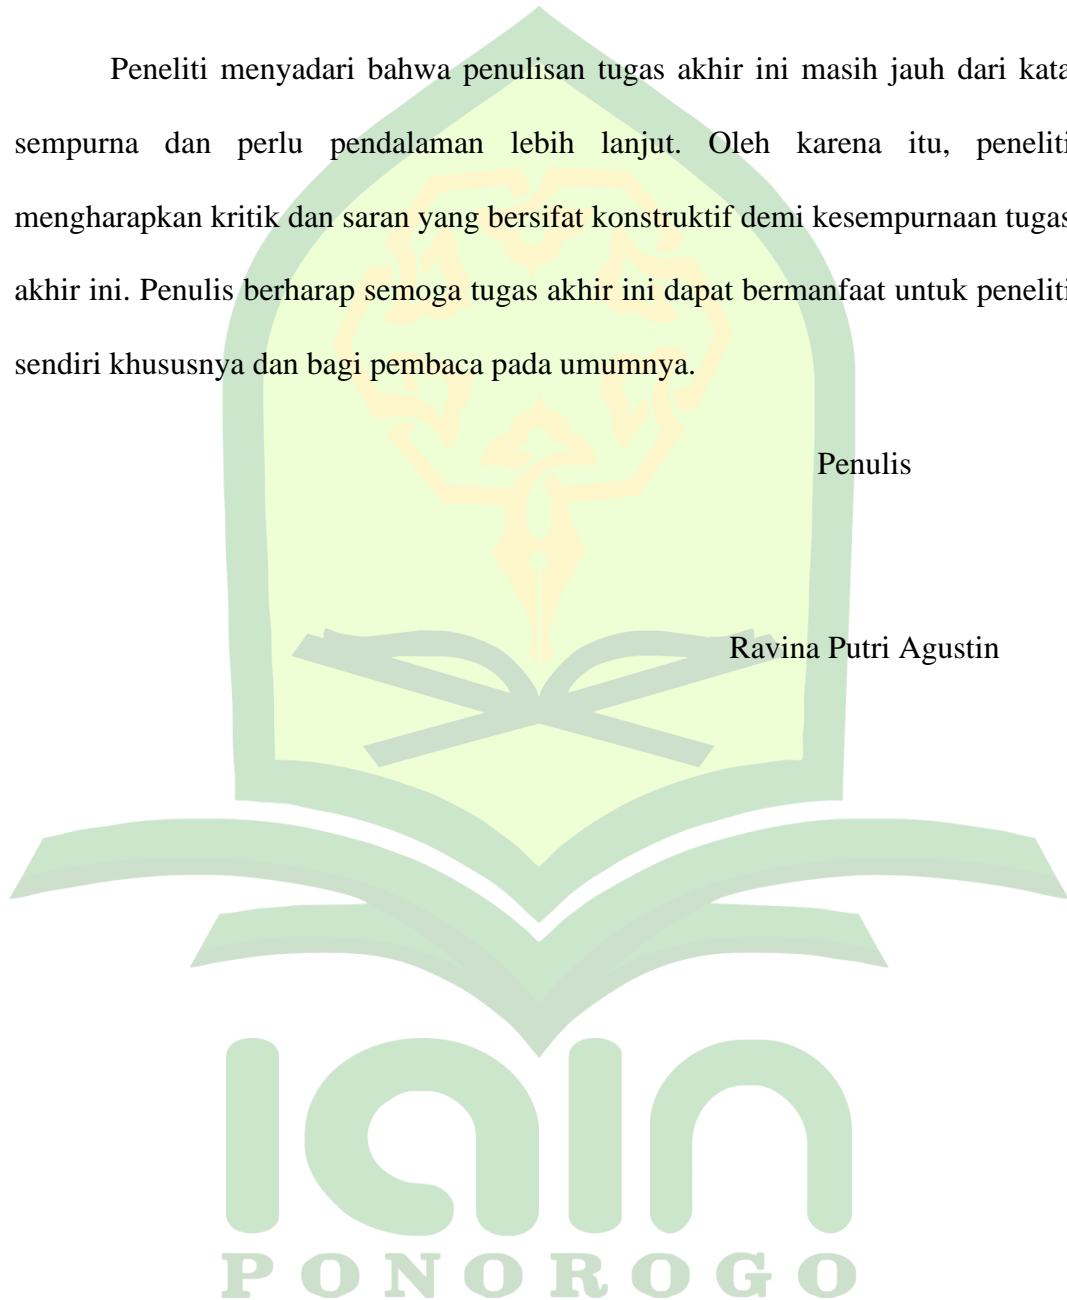 Peneliti menyadari bahwa penulisan tugas akhir ini masih jauh dari kata
sempurna dan perlu pendalaman lebih lanjut. Oleh karena itu, peneliti
mengharapkan kritik dan saran yang bersifat konstruktif demi kesempurnaan tugas
akhir ini. Penulis berharap semoga tugas akhir ini dapat bermanfaat untuk peneliti
sendiri khususnya dan bagi pembaca pada umumnya.
Penulis
Ravina Putri Agustin
IAIN
PONOROGO